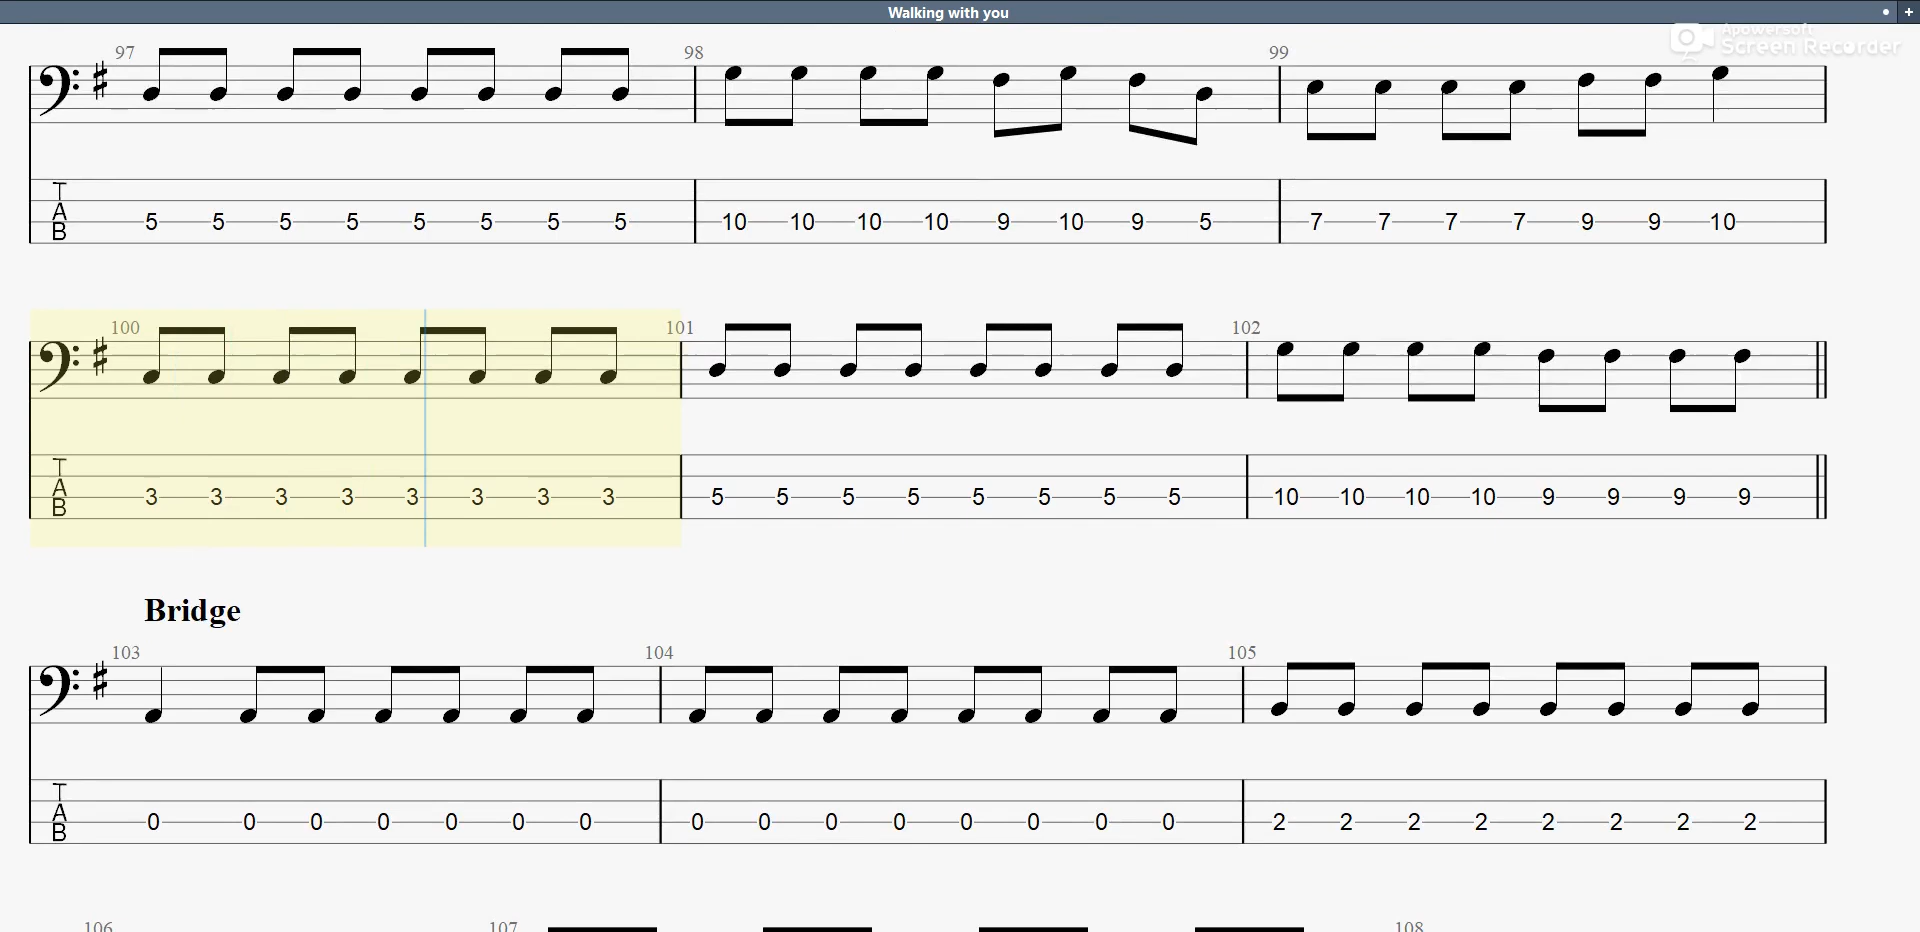 Walking with you
Apowersoft
Screen Recorder
97 98 99
T
A
B
5 5 5 5 5 5 5 5 10 10 10 10 9 10 9 5 7 7 7 7 9 9 10
100 101 102
T
A
B
3 3 3 3 3 3 3 3 5 5 5 5 5 5 5 5 10 10 10 10 9 9 9 9
Bridge
103 104 105
T
A
B
0 0 0 0 0 0 0 0 0 0 0 0 0 0 0 2 2 2 2 2 2 2 2
106 107 108